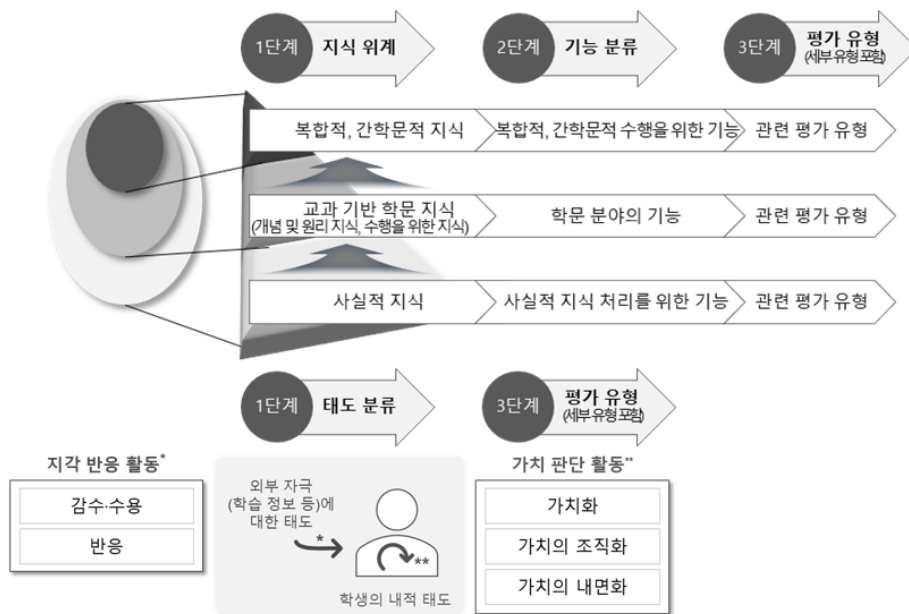 1단계
지식 위계
2단계
기능 분류
3단계
평가 유형
(세부 유형 포함)
복합적, 간학문적 지식
복합적, 간학문적 수행을 위한 기능
관련 평가 유형
교과 기반 학문 지식
(개념 및 원리 지식, 수행을 위한 지식)
학문 분야의 기능
관련 평가 유형
사실적 지식
사실적 지식 처리를 위한 기능
관련 평가 유형
1단계
태도 분류
3단계
평가 유형
(세부 유형 포함)
지각 반응 활동*
감수·수용
반응
외부 자극
(학습 정보 등)에
대한 태도
*
**
학생의 내적 태도
가치 판단 활동**
가치화
가치의 조직화
가치의 내면화